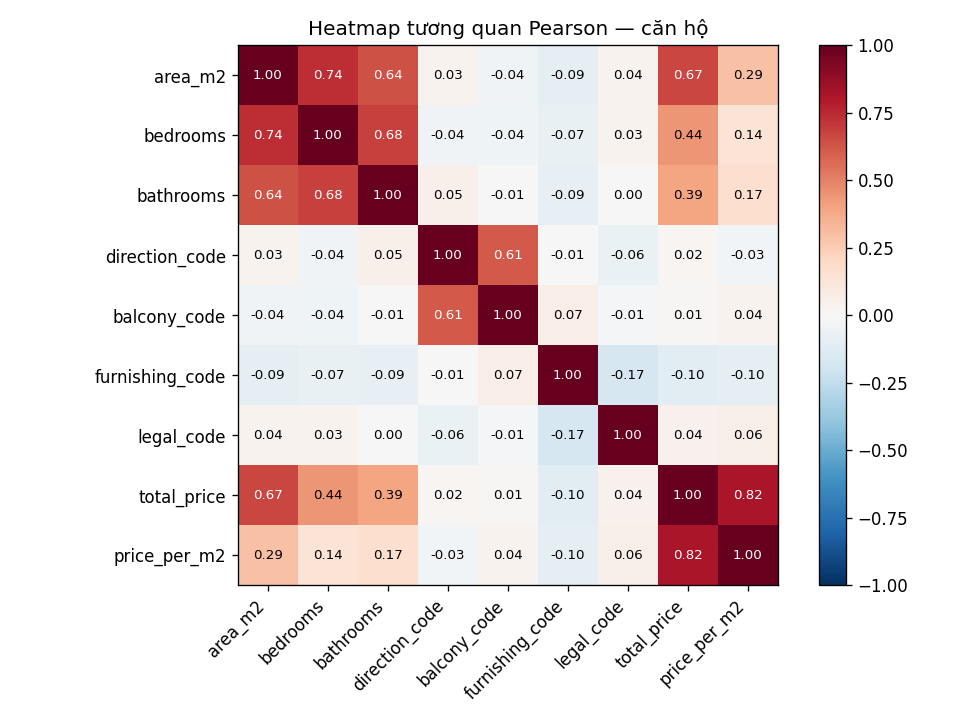 Heatmap tương quan Pearson — căn hộ
area_m2 1.00 0.74 0.64 0.03 -0.04 -0.09 0.04 0.67 0.29
bedrooms 0.74 1.00 0.68 -0.04 -0.04 -0.07 0.03 0.44 0.14
bathrooms 0.64 0.68 1.00 0.05 -0.01 -0.09 0.00 0.39 0.17
direction_code 0.03 -0.04 0.05 1.00 0.61 -0.01 -0.06 0.02 -0.03
balcony_code -0.04 -0.04 -0.01 0.61 1.00 0.07 -0.01 0.01 0.04
furnishing_code -0.09 -0.07 -0.09 -0.01 0.07 1.00 -0.17 -0.10 -0.10
legal_code 0.04 0.03 0.00 -0.06 -0.01 -0.17 1.00 0.04 0.06
total_price 0.67 0.44 0.39 0.02 0.01 -0.10 0.04 1.00 0.82
price_per_m2 0.29 0.14 0.17 -0.03 0.04 -0.10 0.06 0.82 1.00
area_m2 bedrooms bathrooms direction_code balcony_code furnishing_code legal_code total_price price_per_m2
1.00
0.75
0.50
0.25
0.00
−0.25
−0.50
−0.75
−1.00